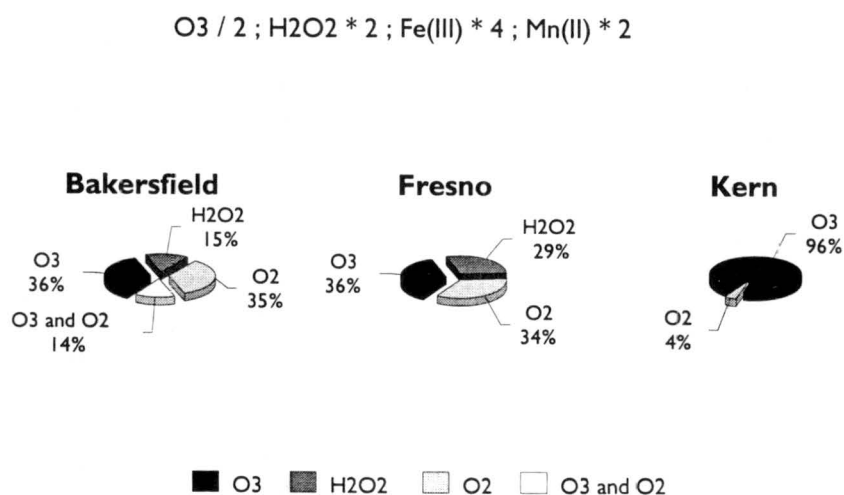 O3 / 2 ; H2O2 * 2 ; Fe(III) * 4 ; Mn(II) * 2
Bakersfield
H2O2
15%
O3
36%
O2
35%
O3 and O2
14%
Fresno
H2O2
29%
O3
36%
O2
34%
Kern
O3
96%
O2
4%
O3 H2O2 O2 O3 and O2